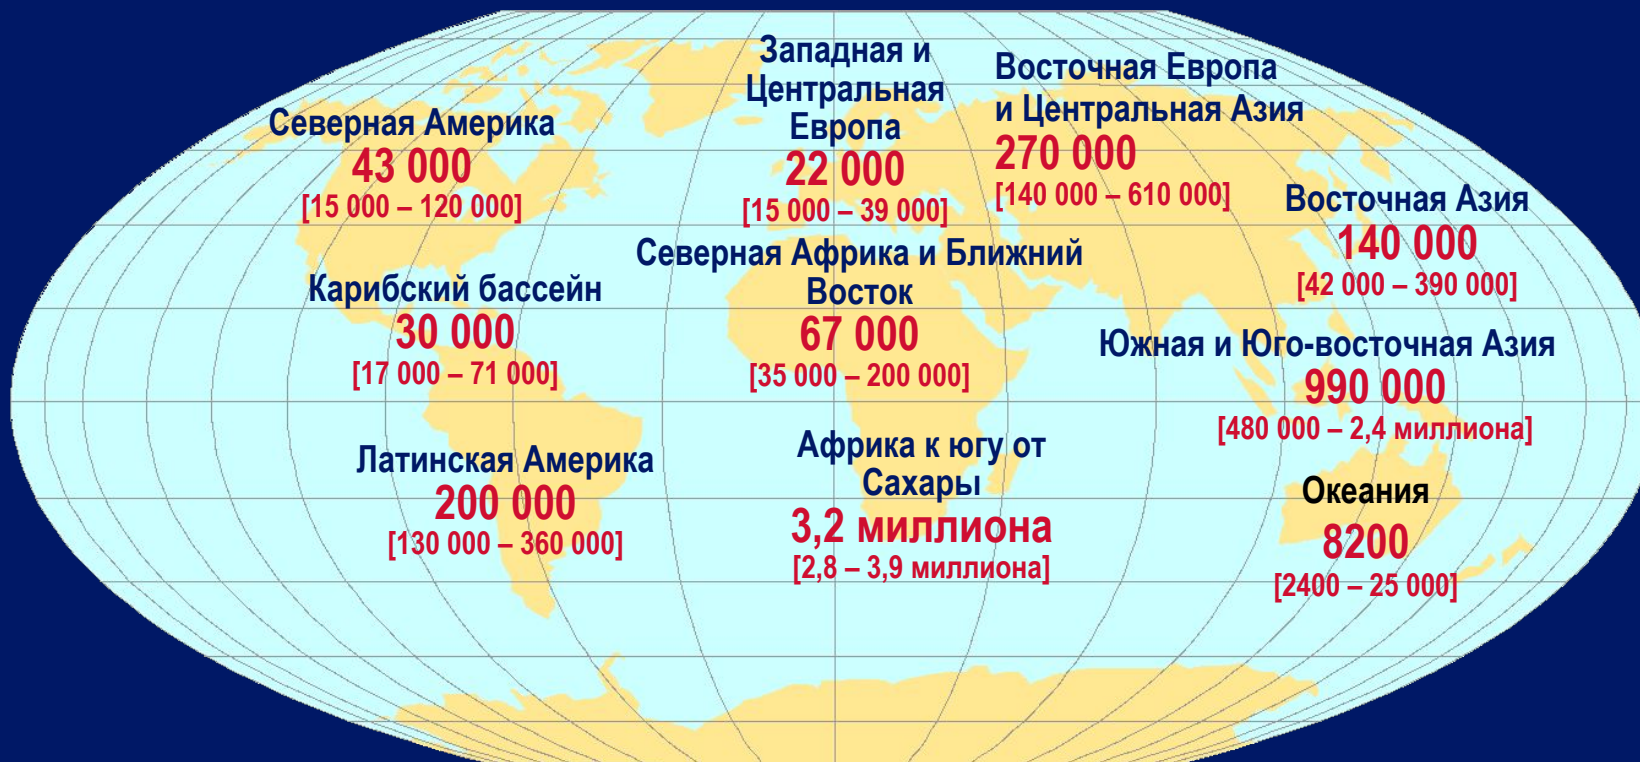 Северная Америка
43 000
[15 000 – 120 000]
Западная и
Центральная
Европа
22 000
[15 000 – 39 000]
Восточная Европа
и Центральная Азия
270 000
[140 000 – 610 000]
Восточная Азия
140 000
[42 000 – 390 000]
Карибский бассейн
30 000
[17 000 – 71 000]
Северная Африка и Ближний
Восток
67 000
[35 000 – 200 000]
Южная и Юго-восточная Азия
990 000
[480 000 – 2,4 миллиона]
Латинская Америка
200 000
[130 000 – 360 000]
Африка к югу от
Сахары
3,2 миллиона
[2,8 – 3,9 миллиона]
Океания
8200
[2400 – 25 000]